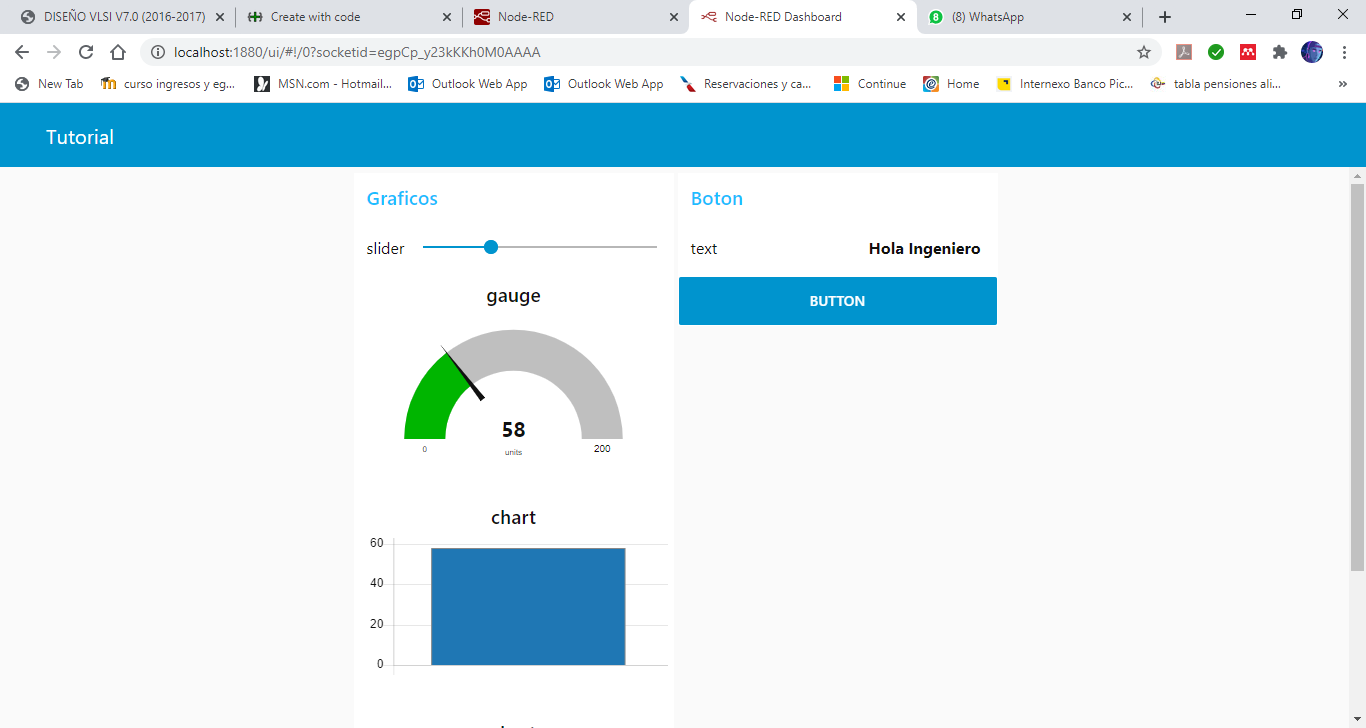 DISEÑO VLSI V7.0 (2016-2017)
Create with code
Node-RED
Node-RED Dashboard
8 (8) WhatsApp
localhost:1880/ui/#!/0?socketid=egpCp_y23kKKh0M0AAAA
New Tab
curso ingresos y eg...
MSN.com - Hotmail...
Outlook Web App
Outlook Web App
Reservaciones y ca...
Continue
Home
Internexo Banco Pic...
tabla pensiones ali...
»
Tutorial
Graficos
slider
gauge
58
units
0
200
chart
60
40
20
0
Boton
text Hola Ingeniero
BUTTON